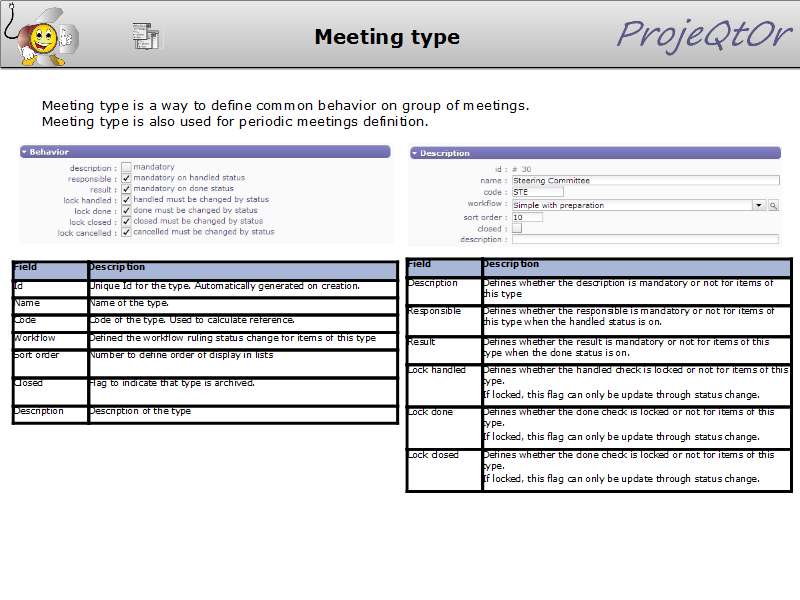 Meeting type
ProjeQtOr
Meeting type is a way to define common behavior on group of meetings.
Meeting type is also used for periodic meetings definition.
Behavior
description : mandatory
responsible : mandatory on handled status
result : mandatory on done status
lock handled : handled must be changed by status
lock done : done must be changed by status
lock closed : closed must be changed by status
lock cancelled : cancelled must be changed by status
Description
id : # 30
name : Steering Committee
code : STE
workflow : Simple with preparation
sort order : 10
closed :
description :
Field Description
Id Unique Id for the type. Automatically generated on creation.
Name Name of the type.
Code Code of the type. Used to calculate reference.
Workflow Defined the workflow ruling status change for items of this type
Sort order Number to define order of display in lists
Closed Flag to indicate that type is archived.
Description Description of the type
Field Description
Description Defines whether the description is mandatory or not for items of
this type
Responsible Defines whether the responsible is mandatory or not for items of
this type when the handled status is on.
Result Defines whether the result is mandatory or not for items of this
type when the done status is on.
Lock handled Defines whether the handled check is locked or not for items of this
type.
If locked, this flag can only be update through status change.
Lock done Defines whether the done check is locked or not for items of this
type.
If locked, this flag can only be update through status change.
Lock closed Defines whether the done check is locked or not for items of this
type.
If locked, this flag can only be update through status change.